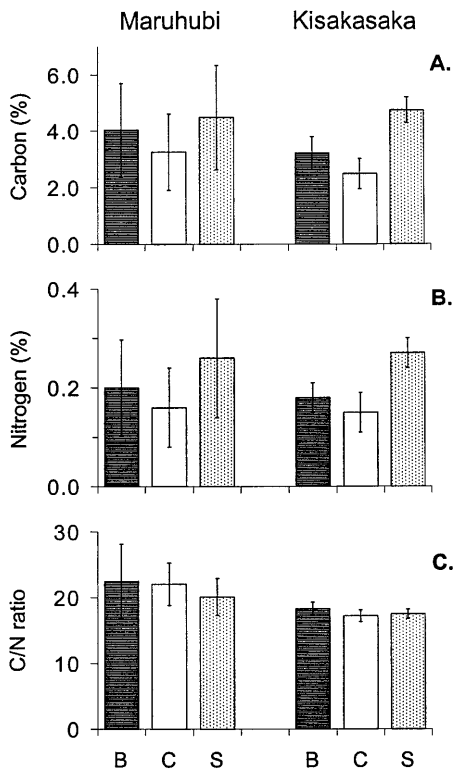 Maruhubi Kisakasaka
A.
Carbon (%)
6.0
4.0
2.0
0.0
B.
Nitrogen (%)
0.4
0.2
0.0
C.
C/N ratio
30
20
10
0
B C S B C S